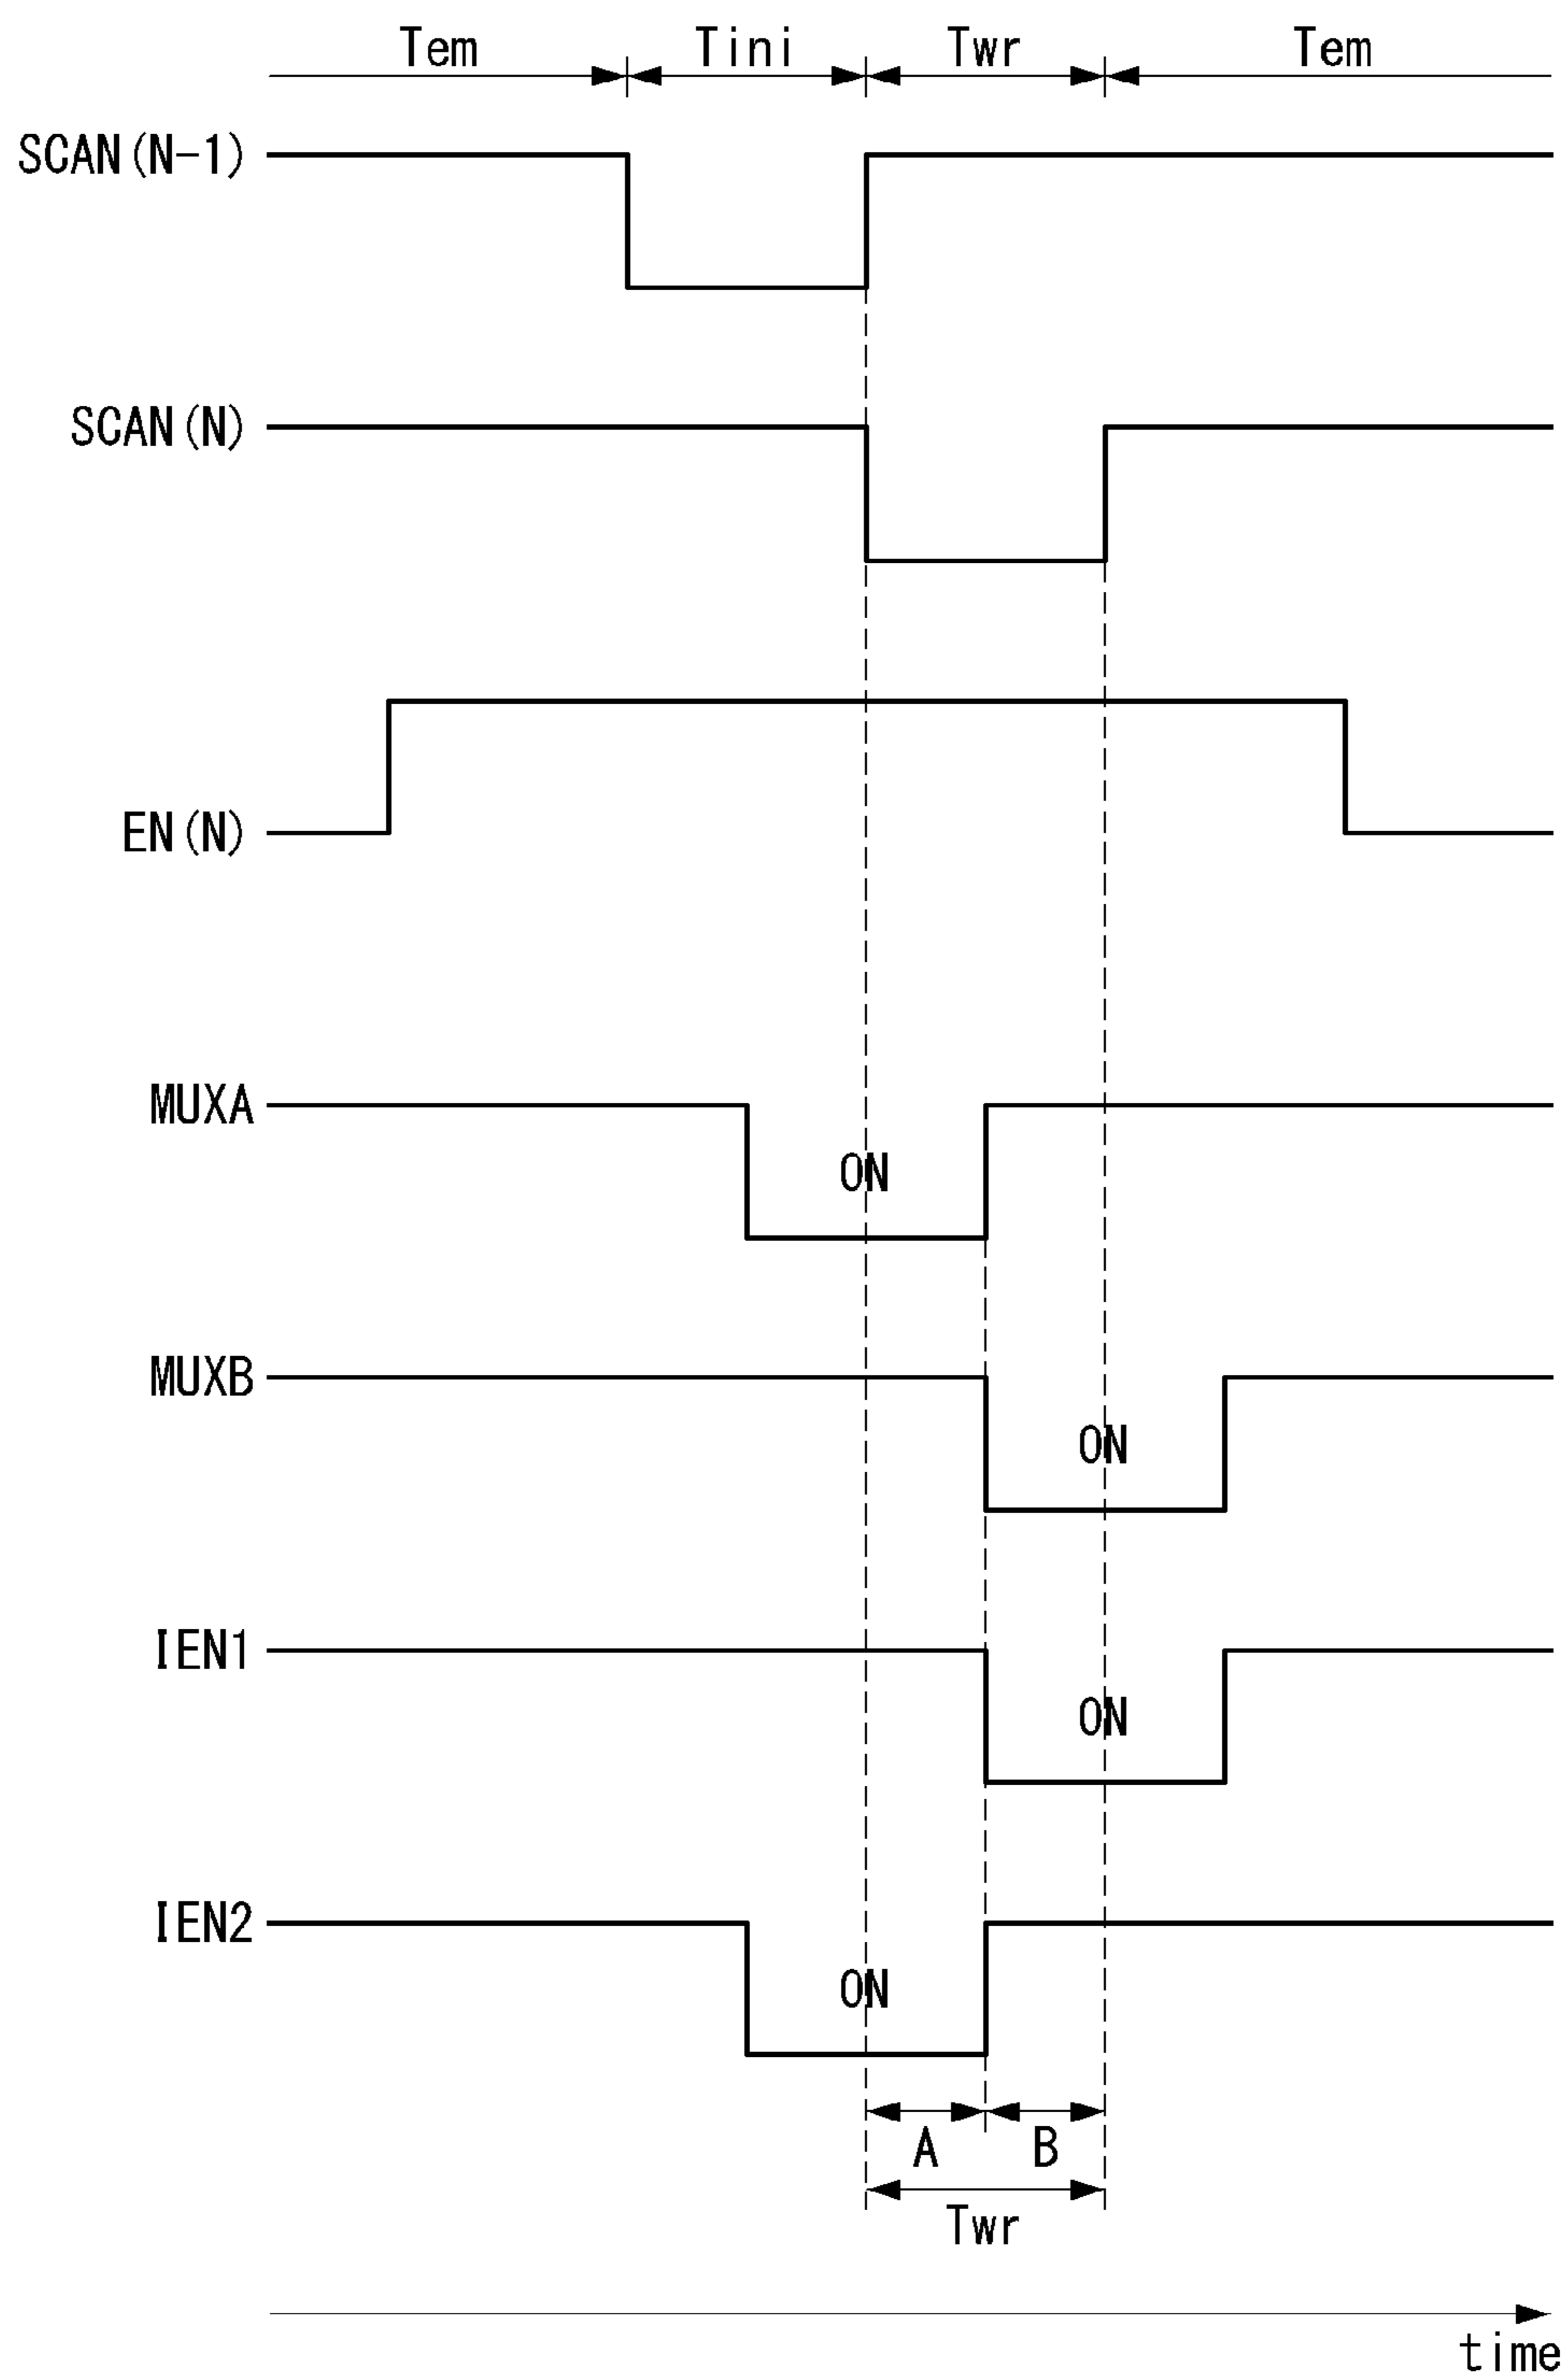 Tem Tini Twr Tem
SCAN(N-1)
SCAN(N)
EN(N)
MUXA
ON
MUXB
ON
IEN1
ON
IEN2
ON
A B
Twr
time